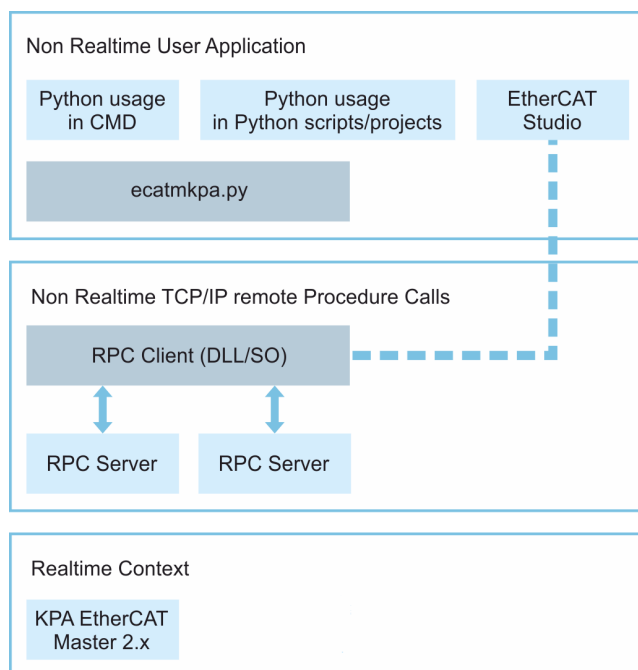 Non Realtime User Application
Python usage
in CMD
Python usage
in Python scripts/projects
EtherCAT
Studio
ecatmkpa.py
Non Realtime TCP/IP remote Procedure Calls
RPC Client (DLL/SO)
RPC Server
RPC Server
Realtime Context
KPA EtherCAT
Master 2.x